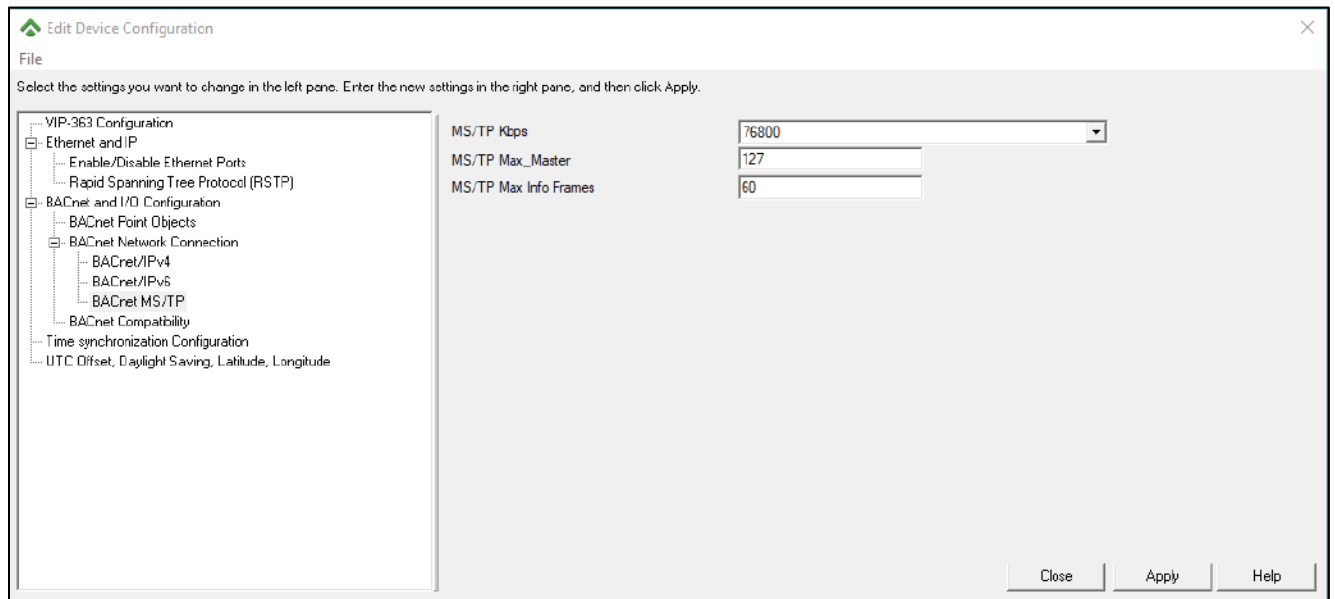 Edit Device Configuration
File
Select the settings you want to change in the left pane. Enter the new settings in the right pane, and then click Apply.
VIP-363 Configuration
Ethernet and IP
Enable/Disable Ethernet Ports
Rapid Spanning Tree Protocol (RSTP)
BACnet and I/O Configuration
BACnet Point Objects
BACnet Network Connection
BACnet/IPv4
BACnet/IPv6
BACnet MS/TP
BACnet Compatibility
Time synchronization Configuration
UTC Offset, Daylight Saving, Latitude, Longitude
MS/TP Kbps 76800
MS/TP Max_Master 127
MS/TP Max Info Frames 60
Close Apply Help